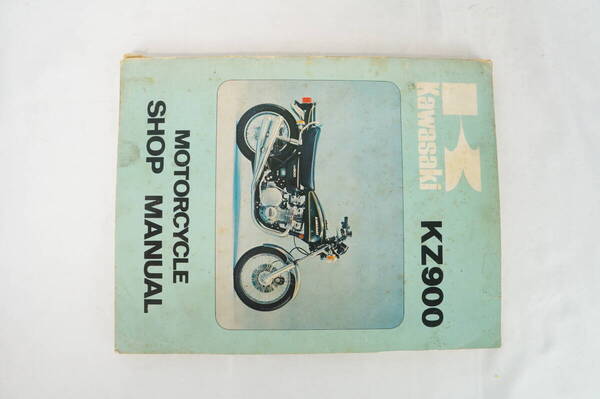 Kawasaki
KZ900
MOTORCYCLE
SHOP MANUAL